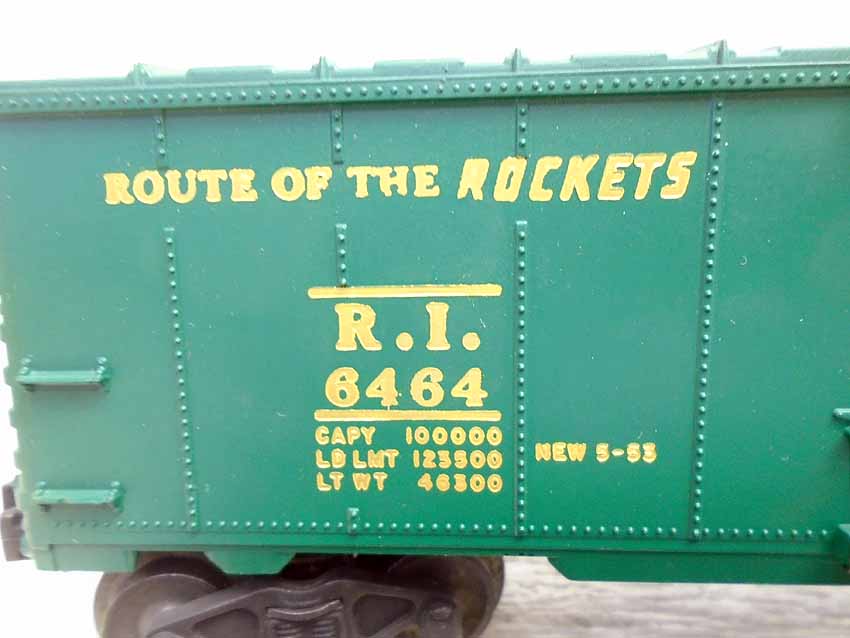 ROUTE OF THE ROCKETS
R.I.
6464
CAPY 100000
LD LMT 123500
LT WT 46300
NEW 5-53